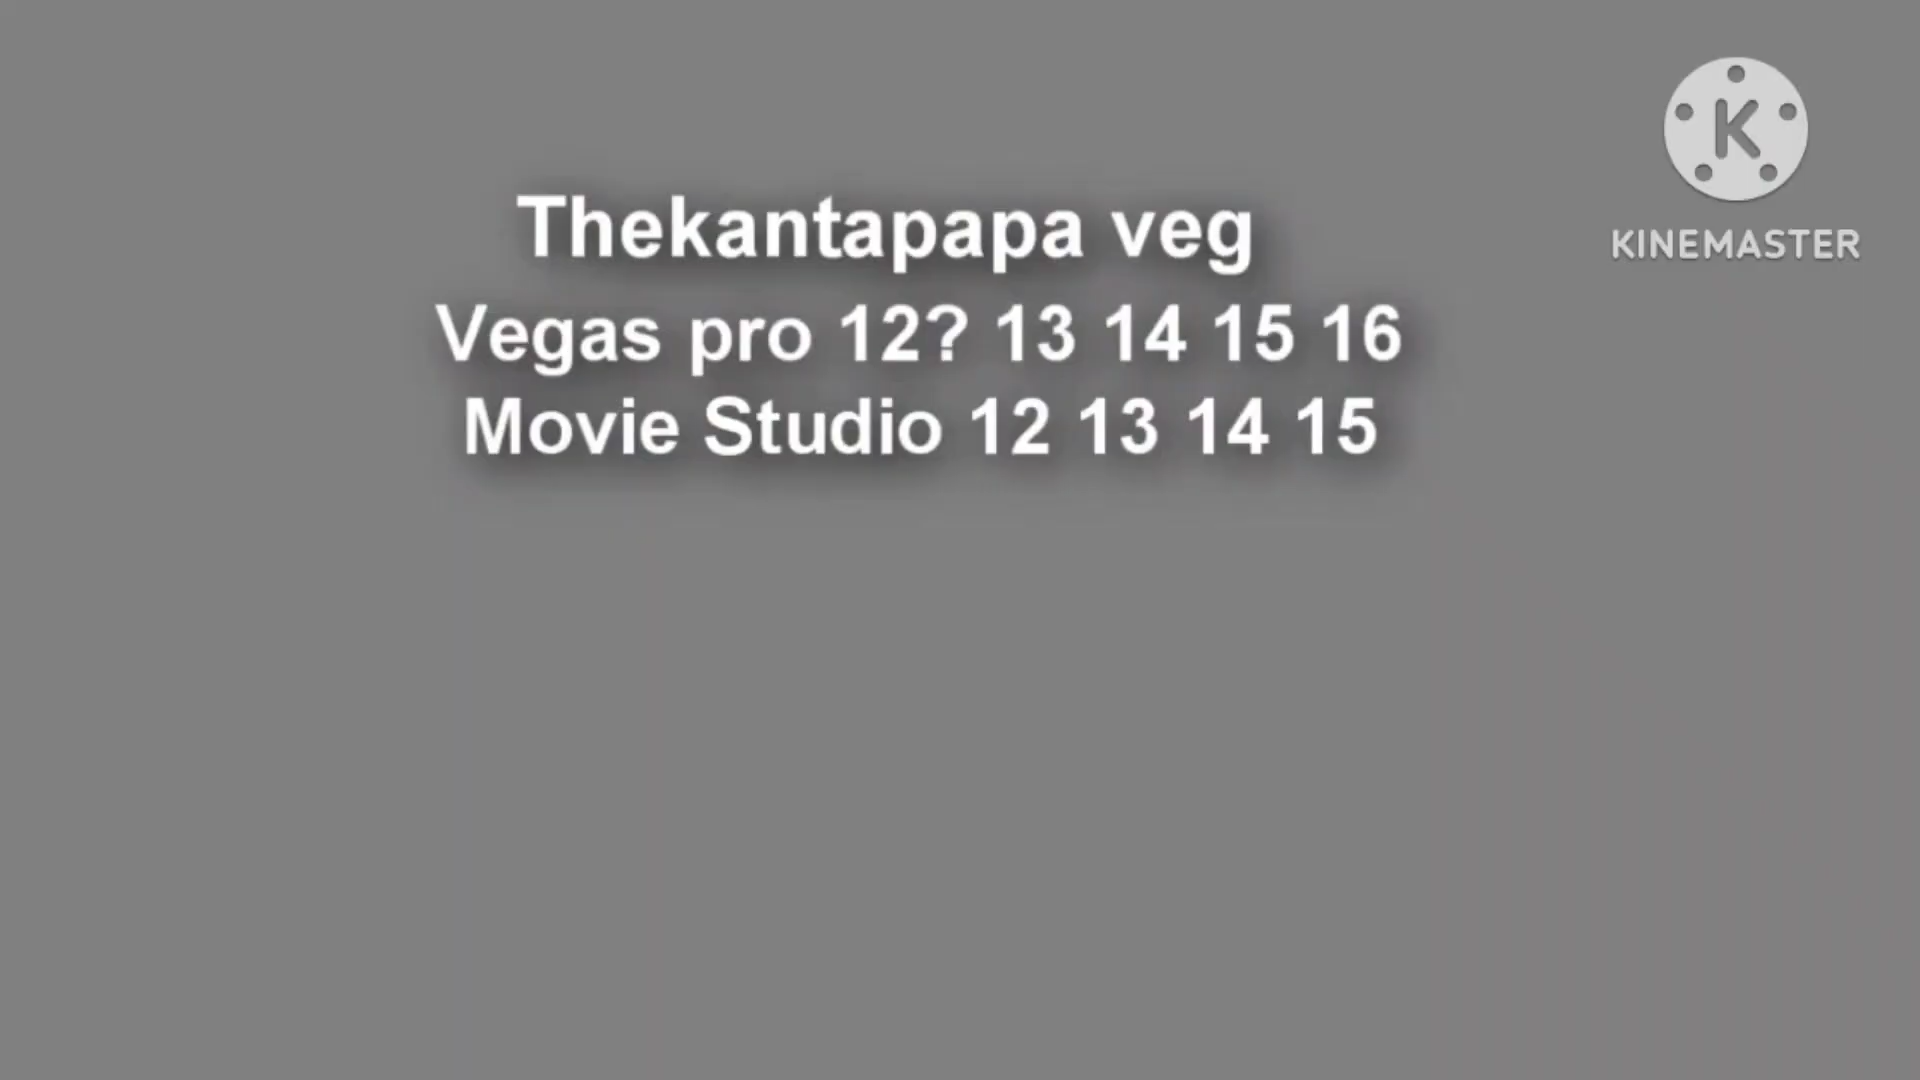 Thekantapapa veg
Vegas pro 12? 13 14 15 16
Movie Studio 12 13 14 15
K
KINEMASTER